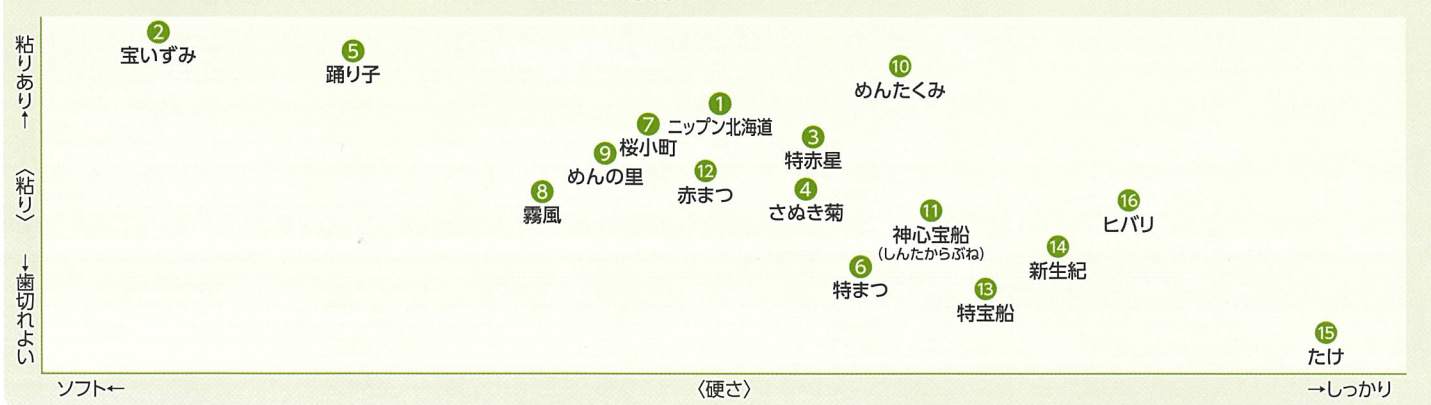 粘りあり→
〈粘り〉
←歯切れよい
2
宝いずみ
5
踊り子
10
めんたくみ
1
ニップン北海道
7
桜小町
3
特赤星
9
めんの里
12
赤まつ
8
霧風
4
さぬき菊
11
神心宝船
(しんたからぶね)
16
ヒバリ
14
新生紀
6
特まつ
13
特宝船
15
たけ
ソフト←
〈硬さ〉
→しっかり